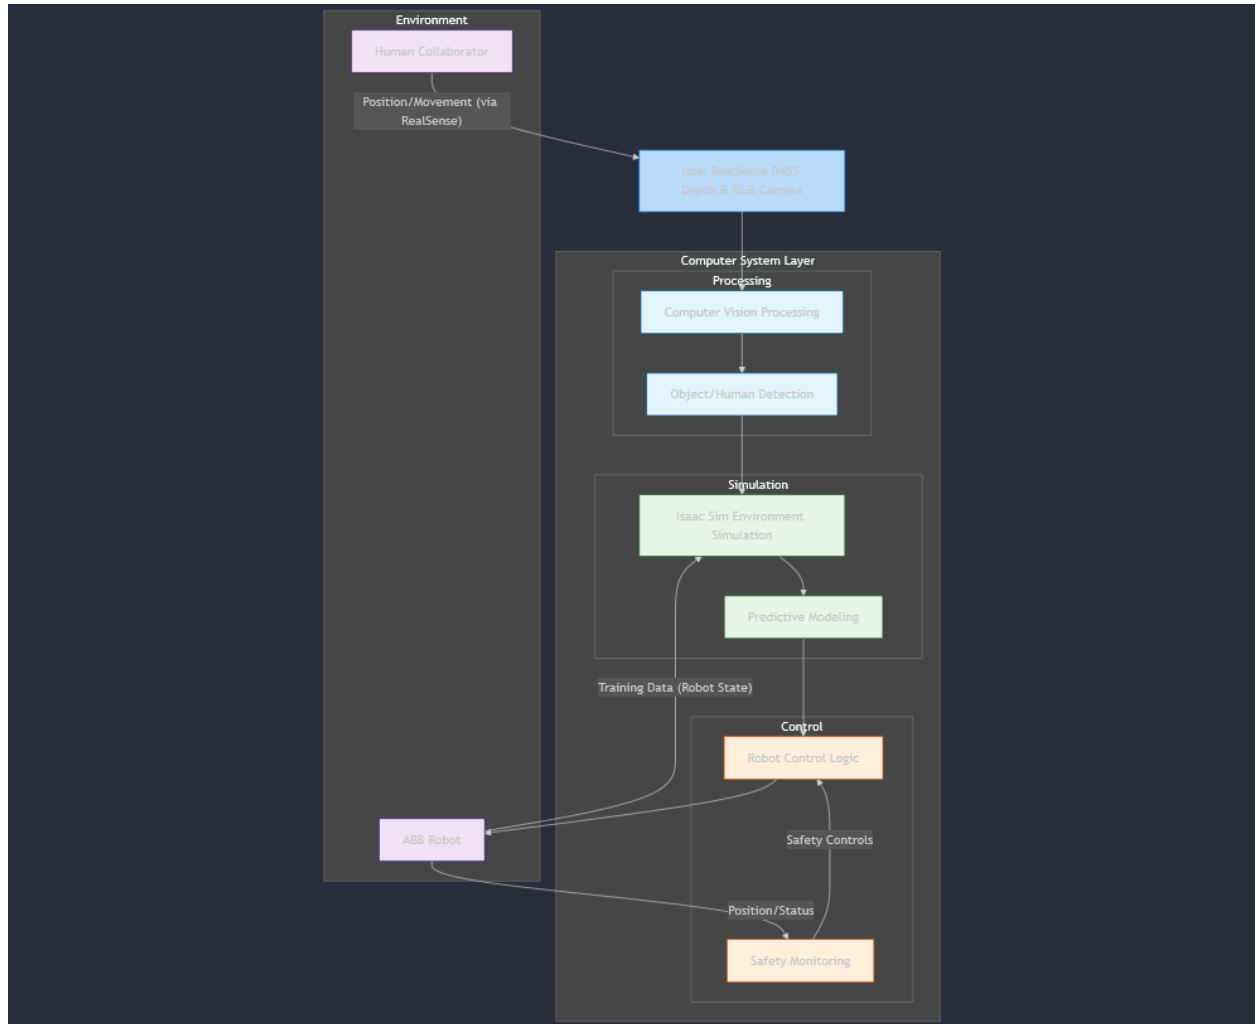 Environment
Human Collaborator
Position/Movement (via
RealSense)
Intel RealSense D455
Depth & RGB Camera
Computer System Layer
Processing
Computer Vision Processing
Object/Human Detection
Simulation
Isaac Sim Environment
Simulation
Predictive Modeling
Training Data (Robot State)
Control
Robot Control Logic
ABB Robot
Safety Controls
Position/Status
Safety Monitoring